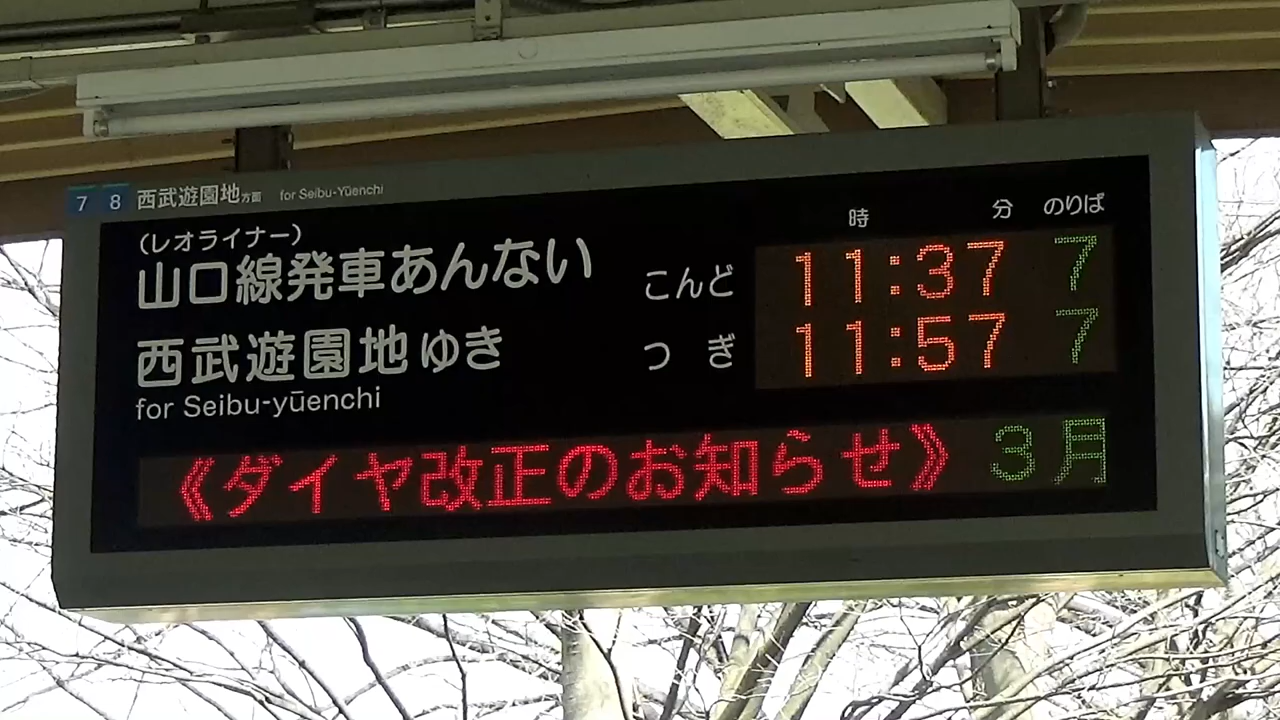 7 8 西武遊園地方面 for Seibu-Yūenchi
時 分 のりば
(レオライナー)
山口線発車あんない こんど 11:37 7
西武遊園地ゆき つぎ 11:57 7
for Seibu-yūenchi
《ダイヤ改正のお知らせ》 3月